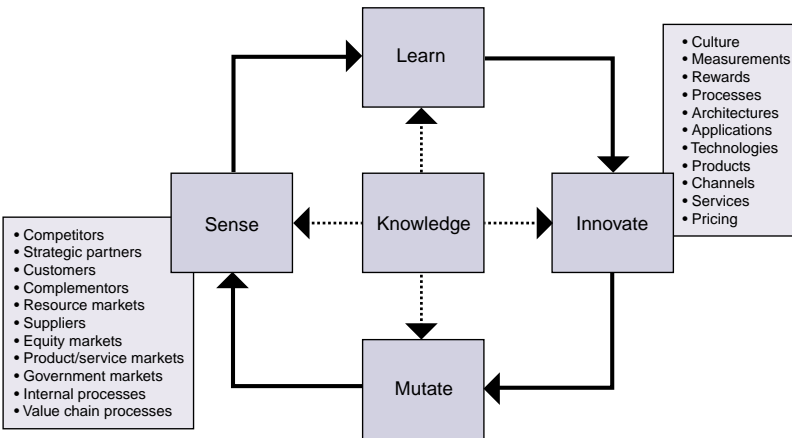 Learn
• Culture
• Measurements
• Rewards
• Processes
• Architectures
• Applications
• Technologies
• Products
• Channels
• Services
• Pricing
Sense
Knowledge
Innovate
• Competitors
• Strategic partners
• Customers
• Complementors
• Resource markets
• Suppliers
• Equity markets
• Product/service markets
• Government markets
• Internal processes
• Value chain processes
Mutate